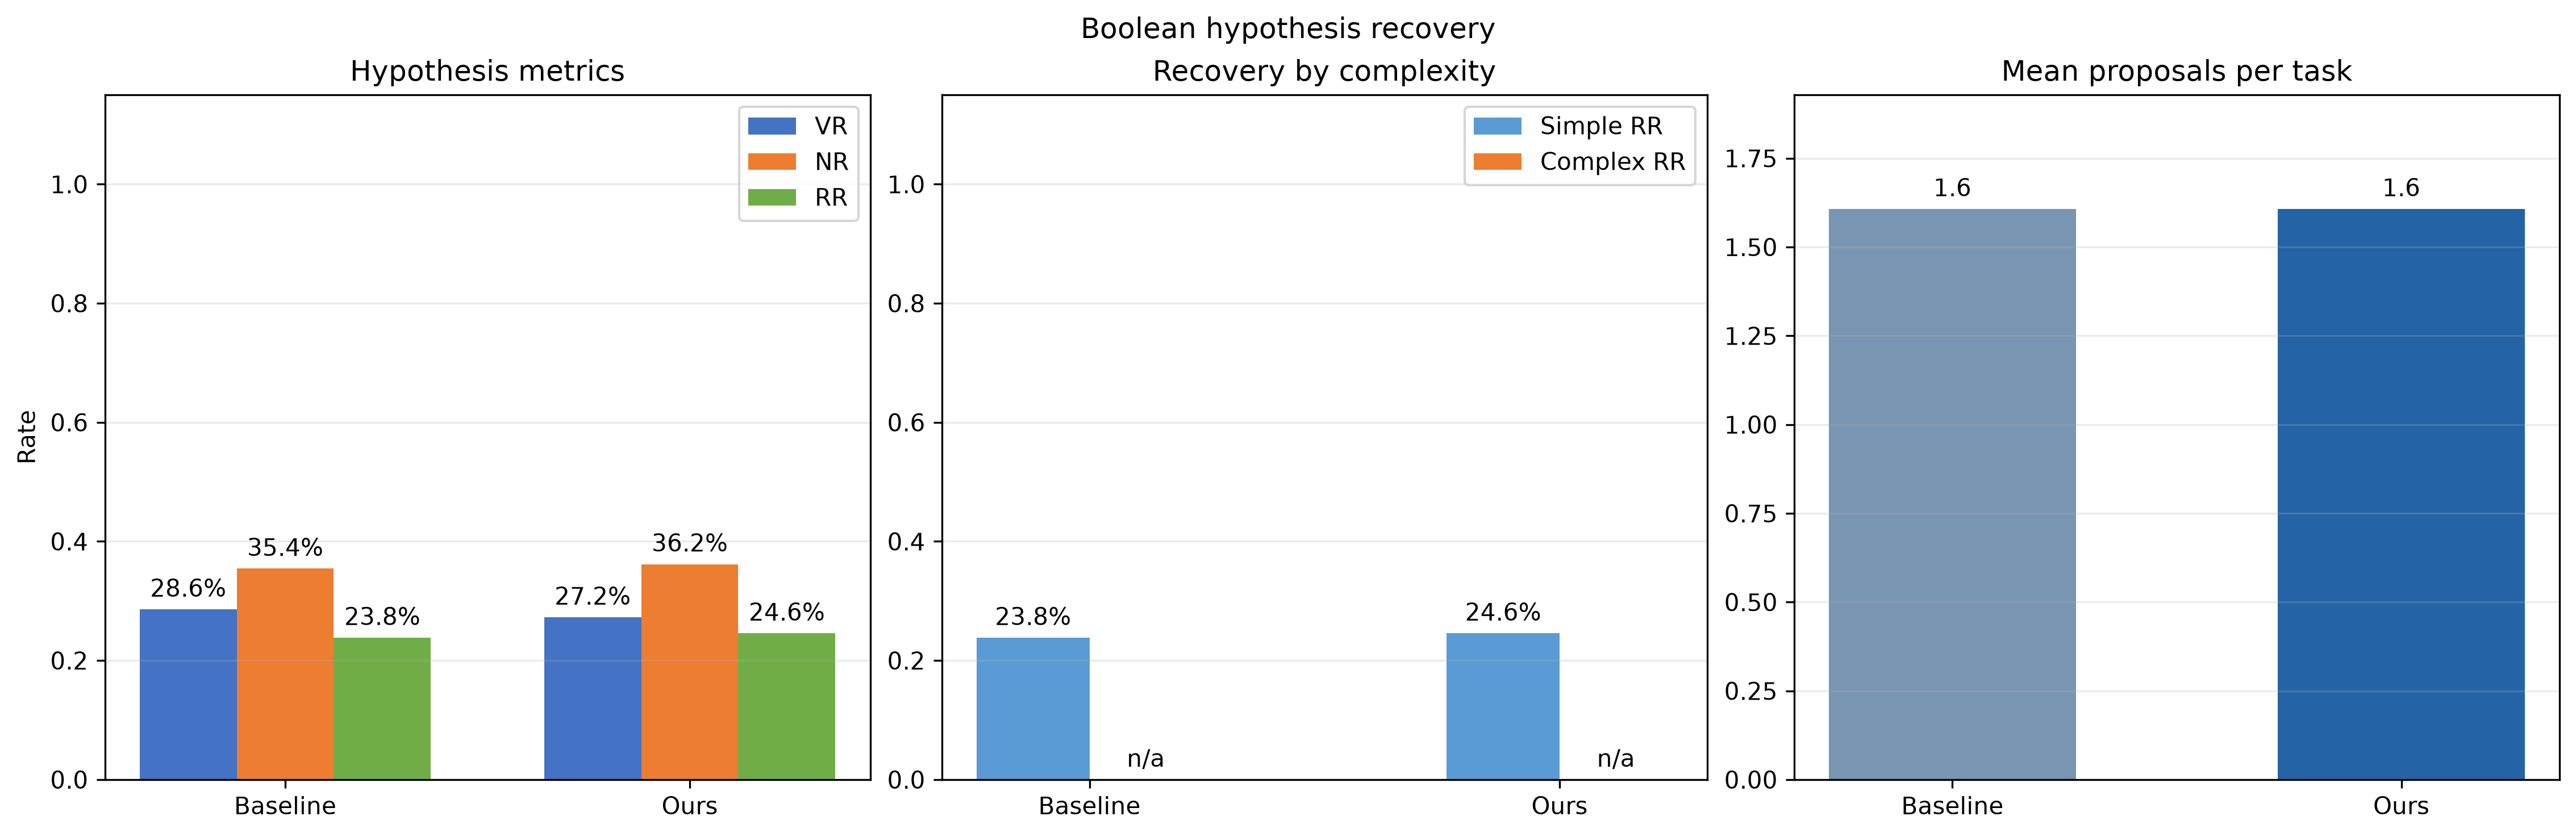 Boolean hypothesis recovery
Hypothesis metrics
Rate
1.0
0.8
0.6
0.4
0.2
0.0
VR
NR
RR
28.6%
35.4%
23.8%
27.2%
36.2%
24.6%
Baseline
Ours
Recovery by complexity
1.0
0.8
0.6
0.4
0.2
0.0
Simple RR
Complex RR
23.8%
n/a
24.6%
n/a
Baseline
Ours
Mean proposals per task
1.75
1.50
1.25
1.00
0.75
0.50
0.25
0.00
1.6
1.6
Baseline
Ours